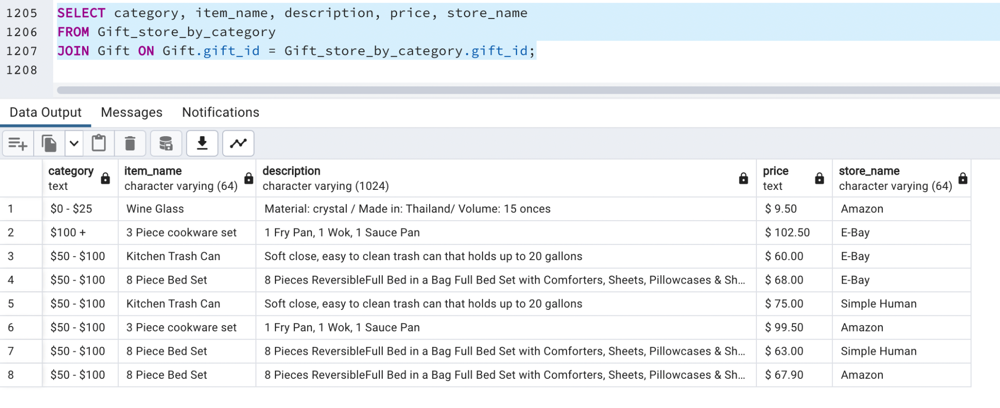 1205 SELECT category, item_name, description, price, store_name
1206 FROM Gift_store_by_category
1207 JOIN Gift ON Gift.gift_id = Gift_store_by_category.gift_id;
1208
Data Output Messages Notifications
category item_name description price store_name
text character varying (64) character varying (1024) text character varying (64)
1 $0 - $25 Wine Glass Material: crystal / Made in: Thailand/ Volume: 15 onces $ 9.50 Amazon
2 $100 + 3 Piece cookware set 1 Fry Pan, 1 Wok, 1 Sauce Pan $ 102.50 E-Bay
3 $50 - $100 Kitchen Trash Can Soft close, easy to clean trash can that holds up to 20 gallons $ 60.00 E-Bay
4 $50 - $100 8 Piece Bed Set 8 Pieces ReversibleFull Bed in a Bag Full Bed Set with Comforters, Sheets, Pillowcases & Sh... $ 68.00 E-Bay
5 $50 - $100 Kitchen Trash Can Soft close, easy to clean trash can that holds up to 20 gallons $ 75.00 Simple Human
6 $50 - $100 3 Piece cookware set 1 Fry Pan, 1 Wok, 1 Sauce Pan $ 99.50 Amazon
7 $50 - $100 8 Piece Bed Set 8 Pieces ReversibleFull Bed in a Bag Full Bed Set with Comforters, Sheets, Pillowcases & Sh... $ 63.00 Simple Human
8 $50 - $100 8 Piece Bed Set 8 Pieces ReversibleFull Bed in a Bag Full Bed Set with Comforters, Sheets, Pillowcases & Sh... $ 67.90 Amazon